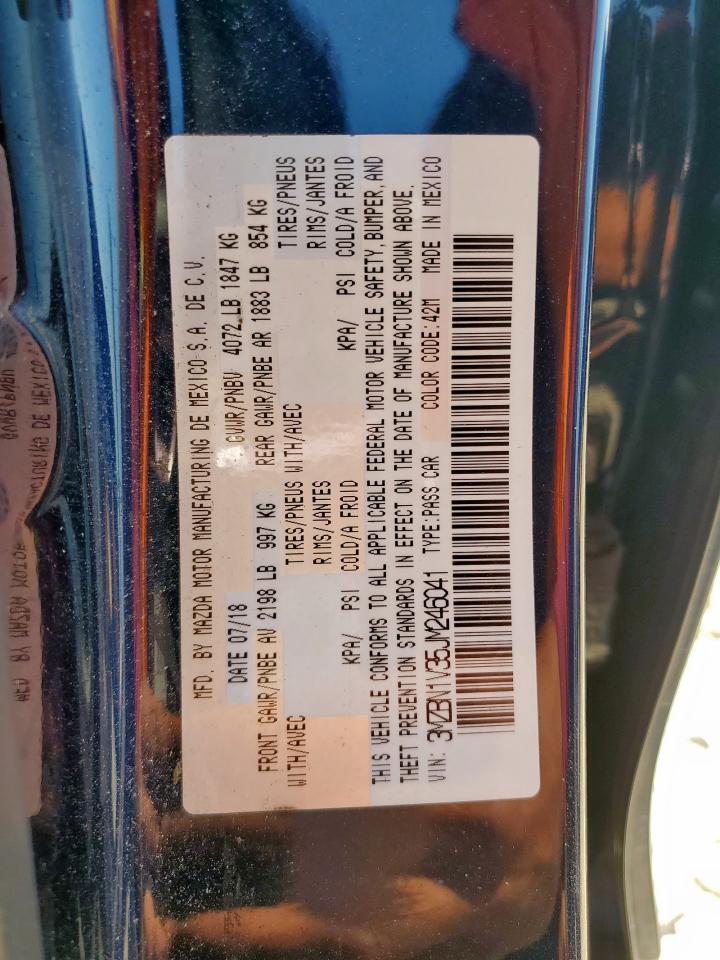 MFD. BY MAZDA MOTOR MANUFACTURING DE MEXICO S.A. DE C.V.
DATE 07/18 GVWR/PNBV 4072 LB 1847 KG
FRONT GAWR/PNBE AV 2198 LB 997 KG REAR GAWR/PNBE AR 1883 LB 854 KG
WITH/AVEC TIRES/PNEUS WITH/AVEC TIRES/PNEUS
RIMS/JANTES RIMS/JANTES
KPA/ PSI COLD/A FROID KPA/ PSI COLD/A FROID
THIS VEHICLE CONFORMS TO ALL APPLICABLE FEDERAL MOTOR VEHICLE SAFETY, BUMPER, AND
THEFT PREVENTION STANDARDS IN EFFECT ON THE DATE OF MANUFACTURE SHOWN ABOVE.
VIN: 3MZBN1V35JM246041 TYPE:PASS CAR COLOR CODE:42M MADE IN MEXICO